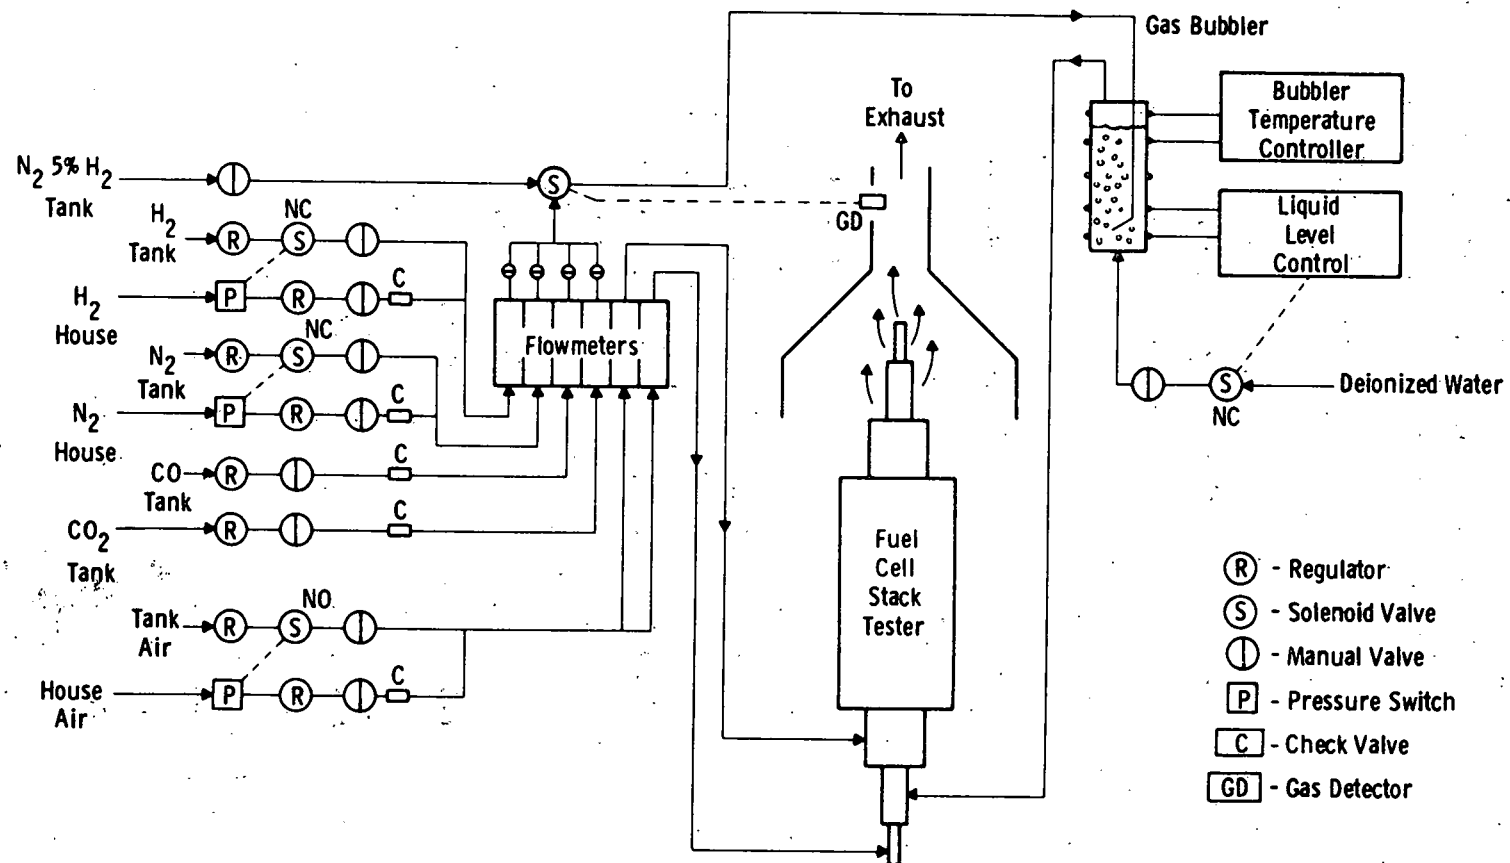 Gas Bubbler
To
Exhaust
Bubbler
Temperature
Controller
N2 5% H2
Tank
S
GD
Liquid
Level
Control
H2
Tank
R
NC
S
C
H2
House
P
R
NC
N2
Tank
R
S
C
Flowmeters
N2
House
P
R
C
S
NC
Deionized Water
CO
Tank
R
C
CO2
Tank
R
Fuel
Cell
Stack
Tester
Tank
Air
R
NO
S
C
House
Air
P
R
R - Regulator
S - Solenoid Valve
- Manual Valve
P - Pressure Switch
C - Check Valve
GD - Gas Detector